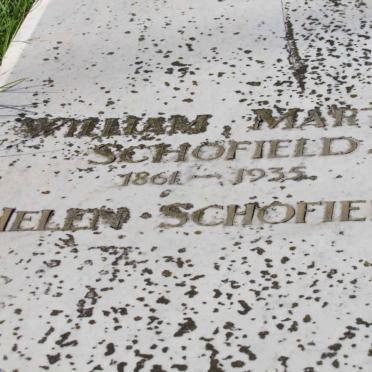 WILLIAM MAR
SCHOFIELD
1861 – 1935
HELEN · SCHOFIEL